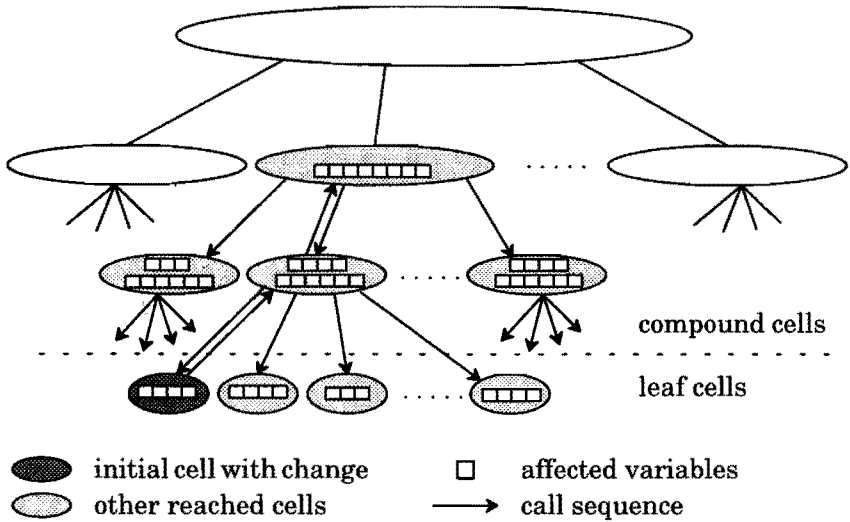 compound cells
leaf cells
initial cell with change
affected variables
other reached cells
call sequence